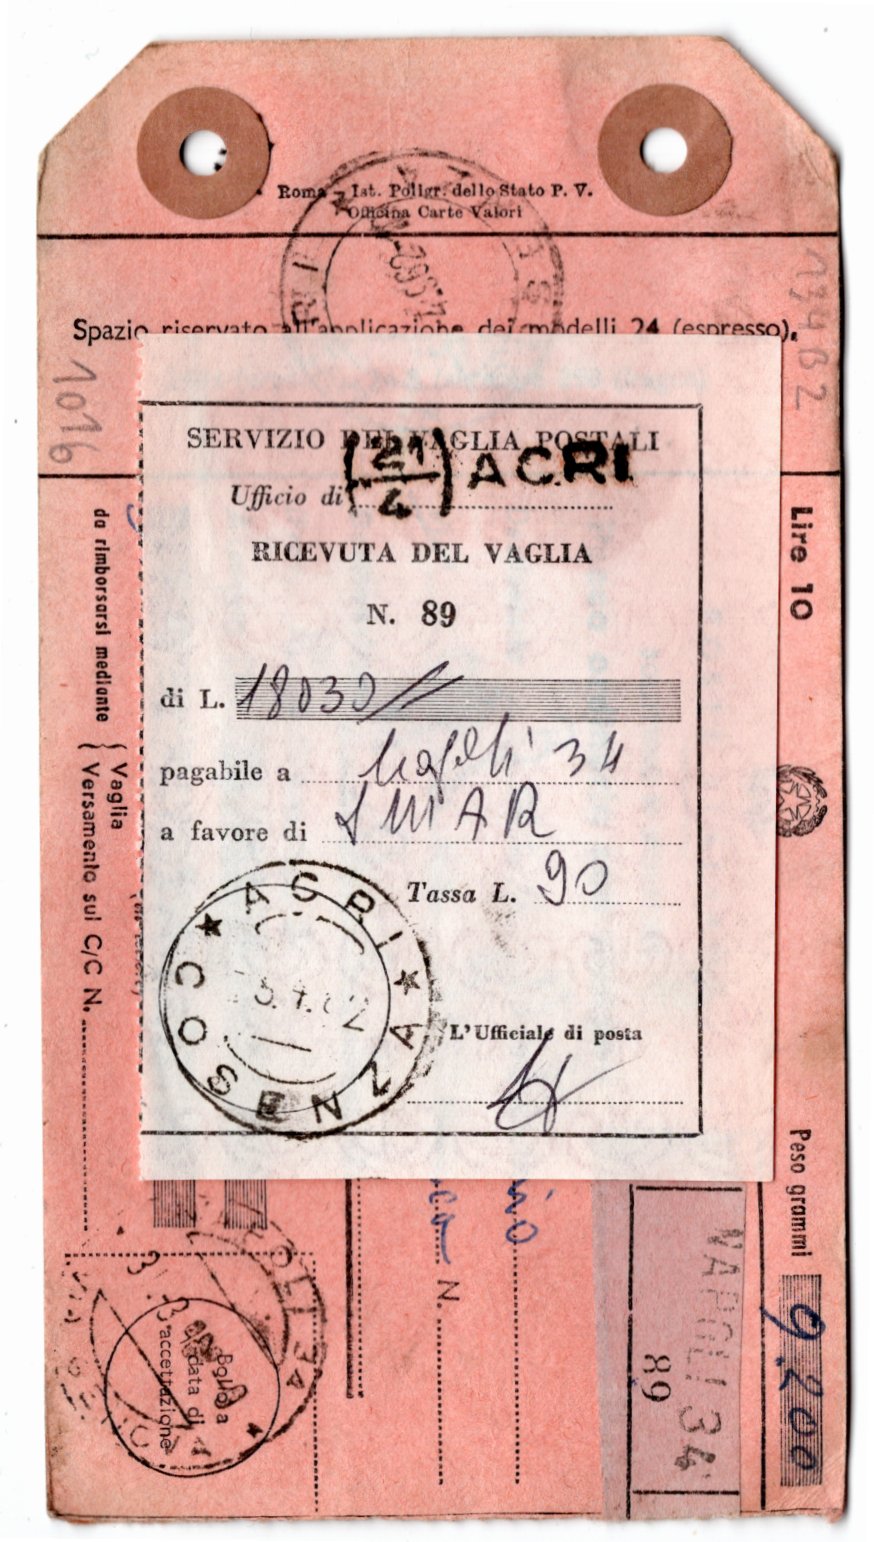 Roma - Ist. Poligr. dello Stato P. V.
Officina Carte Valori
Spazio riservato all'applicazione dei modelli 24 (espresso),
1016
SERVIZIO DEI VAGLIA POSTALI
Ufficio di (21/4) ACRI
RICEVUTA DEL VAGLIA
N. 89
di L. 18030
pagabile a Napoli 34
a favore di
Tassa L. 90
ACRI
COSENZA
L'Ufficiale di posta
Lire 10
da rimborsarsi mediante
Vaglia
Versamento sul C/C N.
Peso grammi
9.200
N.
NAPOLI 34
89
Bollo a
data di
accettazione